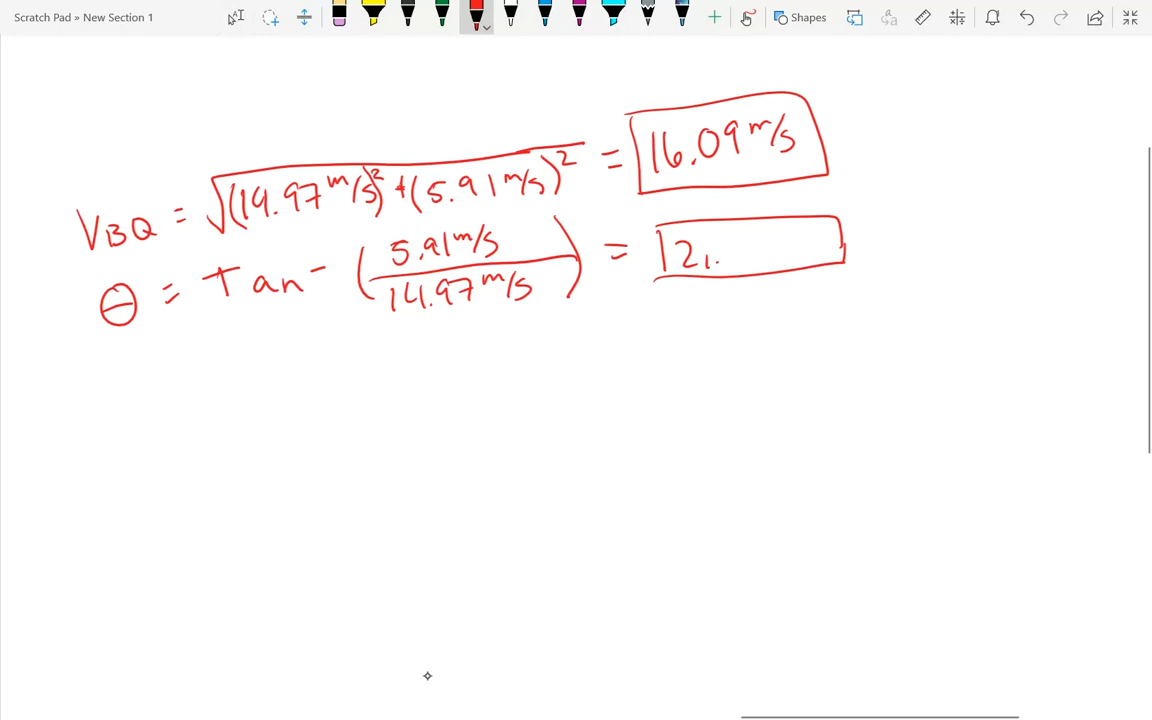 Scratch Pad » New Section 1
Shapes
VBQ = √(14.97 m/s)² + (5.91 m/s)² = 16.09 m/s
θ = Tan⁻ (5.91 m/s / 14.97 m/s) = 21.